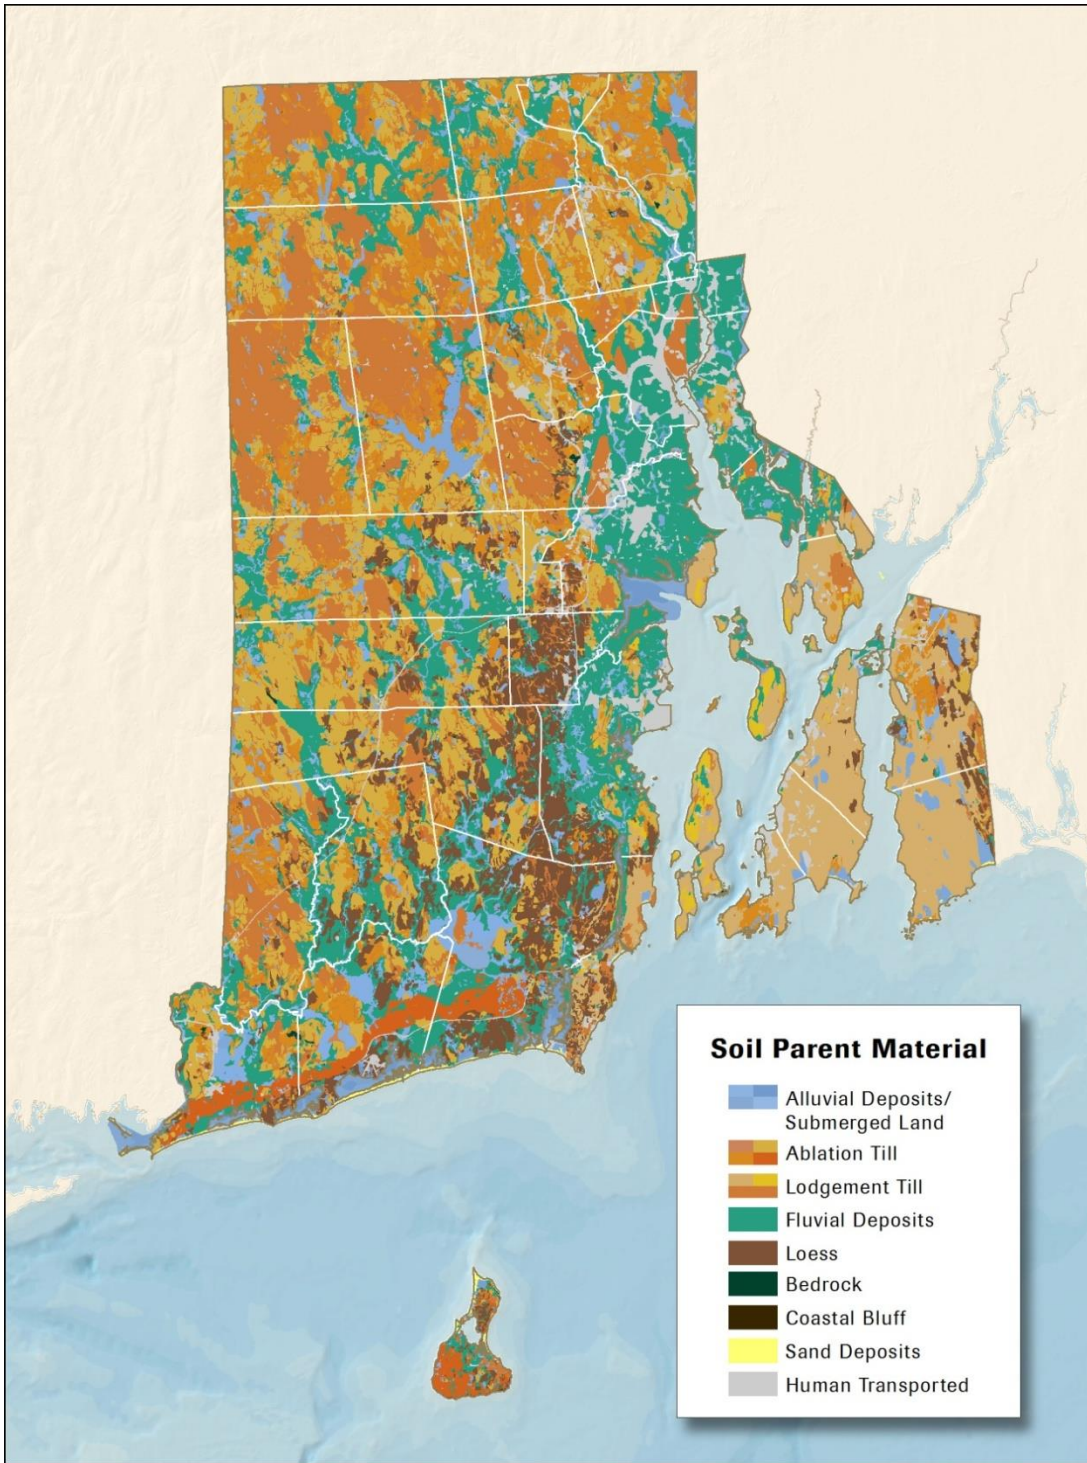 Soil Parent Material
Alluvial Deposits/
Submerged Land
Ablation Till
Lodgement Till
Fluvial Deposits
Loess
Bedrock
Coastal Bluff
Sand Deposits
Human Transported